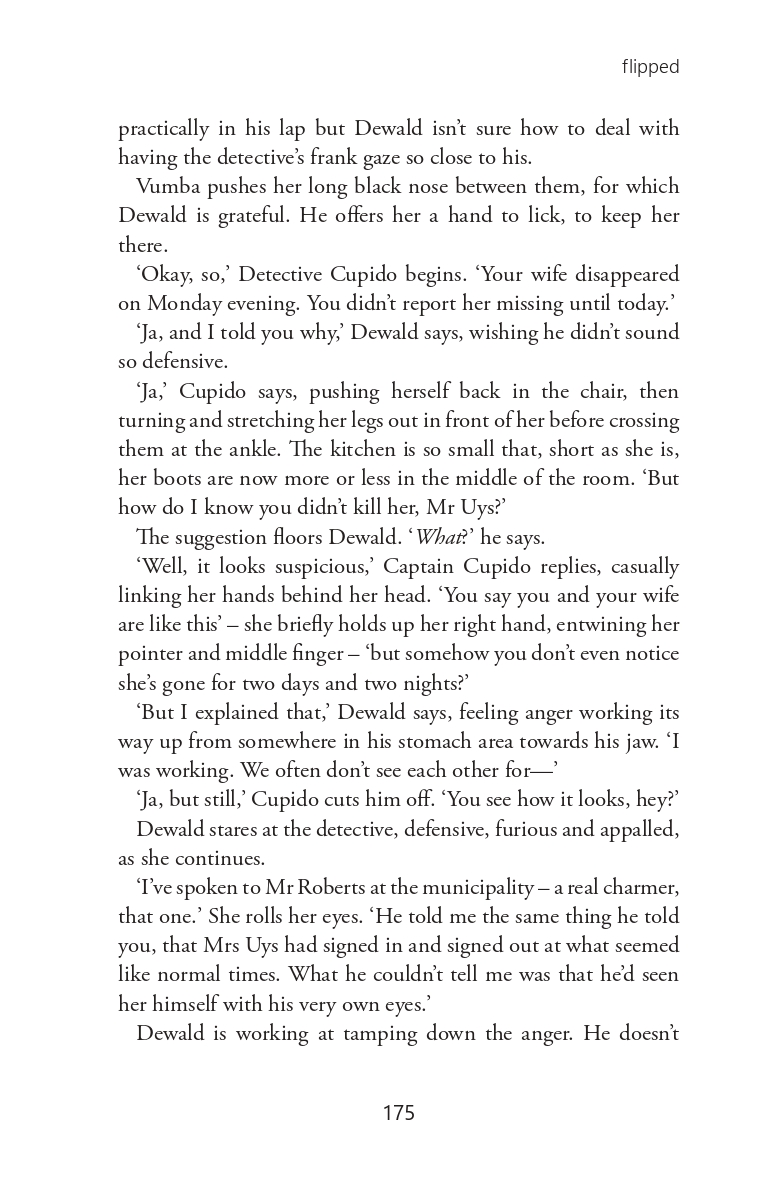 flipped
practically in his lap but Dewald isn’t sure how to deal with
having the detective’s frank gaze so close to his.
Vumba pushes her long black nose between them, for which
Dewald is grateful. He offers her a hand to lick, to keep her
there.
‘Okay, so,’ Detective Cupido begins. ‘Your wife disappeared
on Monday evening. You didn’t report her missing until today.’
‘Ja, and I told you why,’ Dewald says, wishing he didn’t sound
so defensive.
‘Ja,’ Cupido says, pushing herself back in the chair, then
turning and stretching her legs out in front of her before crossing
them at the ankle. The kitchen is so small that, short as she is,
her boots are now more or less in the middle of the room. ‘But
how do I know you didn’t kill her, Mr Uys?’
The suggestion floors Dewald. ‘What?’ he says.
‘Well, it looks suspicious,’ Captain Cupido replies, casually
linking her hands behind her head. ‘You say you and your wife
are like this’ – she briefly holds up her right hand, entwining her
pointer and middle finger – ‘but somehow you don’t even notice
she’s gone for two days and two nights?’
‘But I explained that,’ Dewald says, feeling anger working its
way up from somewhere in his stomach area towards his jaw. ‘I
was working. We often don’t see each other for—’
‘Ja, but still,’ Cupido cuts him off. ‘You see how it looks, hey?’
Dewald stares at the detective, defensive, furious and appalled,
as she continues.
‘I’ve spoken to Mr Roberts at the municipality – a real charmer,
that one.’ She rolls her eyes. ‘He told me the same thing he told
you, that Mrs Uys had signed in and signed out at what seemed
like normal times. What he couldn’t tell me was that he’d seen
her himself with his very own eyes.’
Dewald is working at tamping down the anger. He doesn’t
175